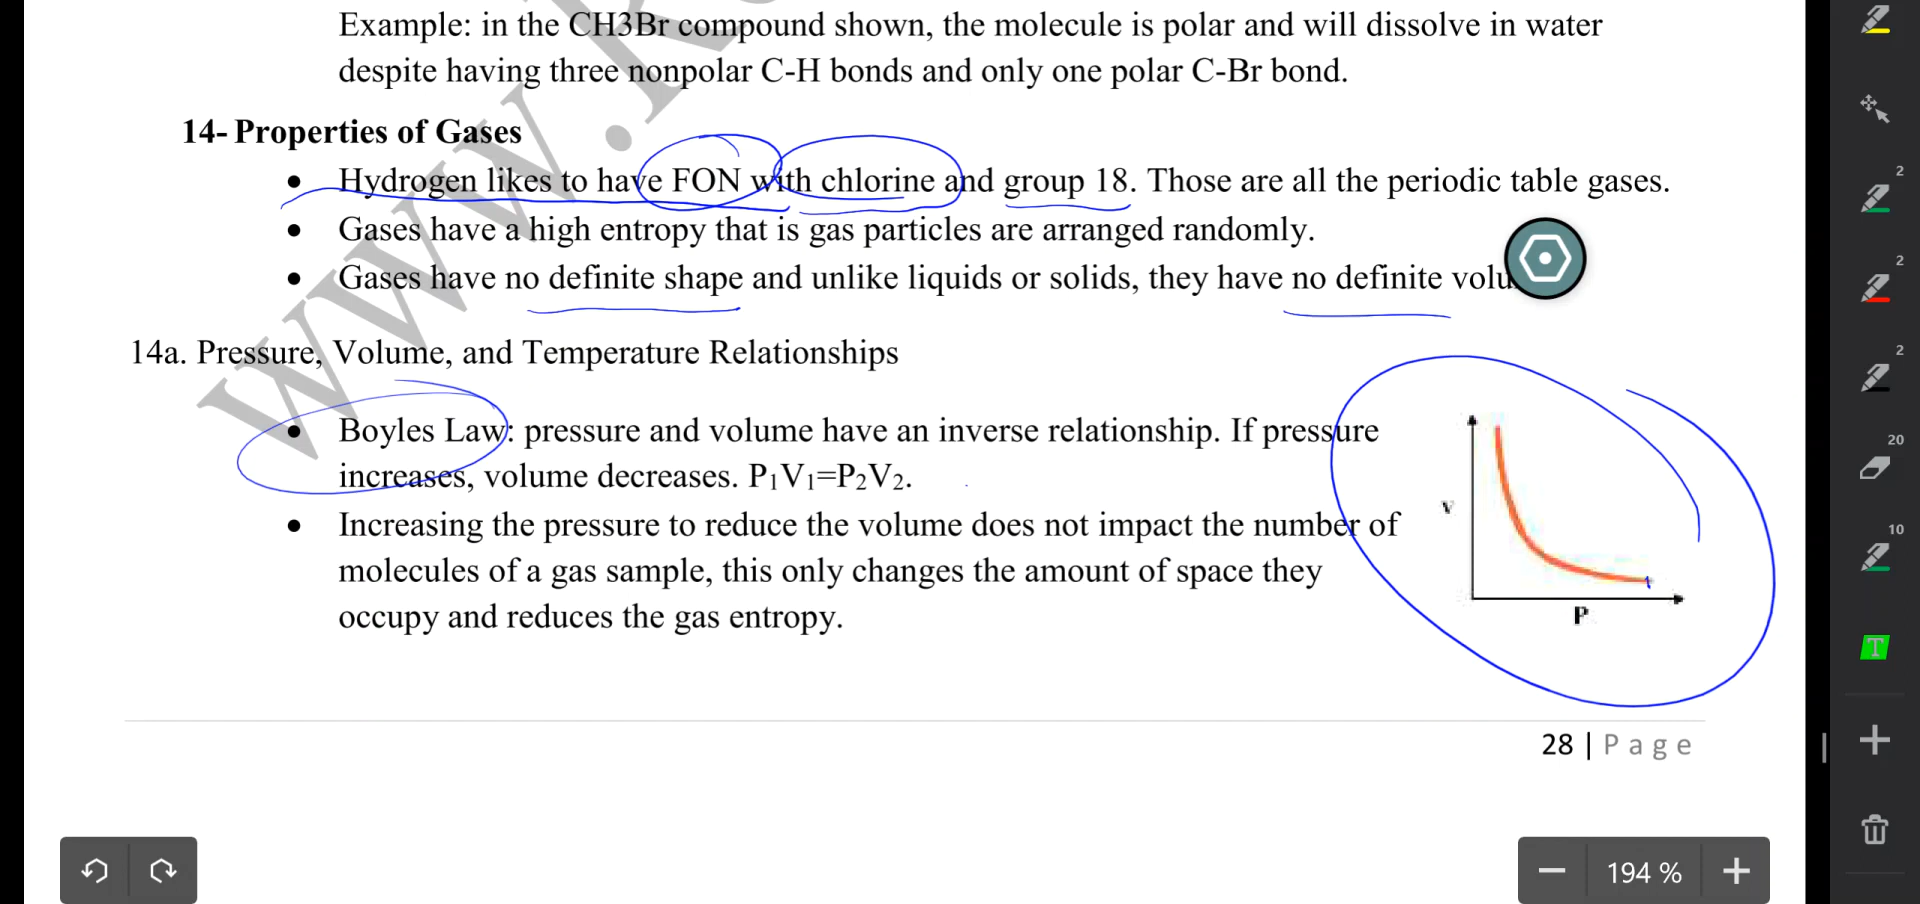 Example: in the CH3Br compound shown, the molecule is polar and will dissolve in water
despite having three nonpolar C-H bonds and only one polar C-Br bond.
14- Properties of Gases
• Hydrogen likes to have FON with chlorine and group 18. Those are all the periodic table gases.
• Gases have a high entropy that is gas particles are arranged randomly.
• Gases have no definite shape and unlike liquids or solids, they have no definite
14a. Pressure, Volume, and Temperature Relationships
• Boyles Law: pressure and volume have an inverse relationship. If pressure
increases, volume decreases. P₁V₁=P₂V₂.
• Increasing the pressure to reduce the volume does not impact the number of
molecules of a gas sample, this only changes the amount of space they
occupy and reduces the gas entropy.
V
P
28 | Page
www.k
2
2
2
20
10
T
194 %